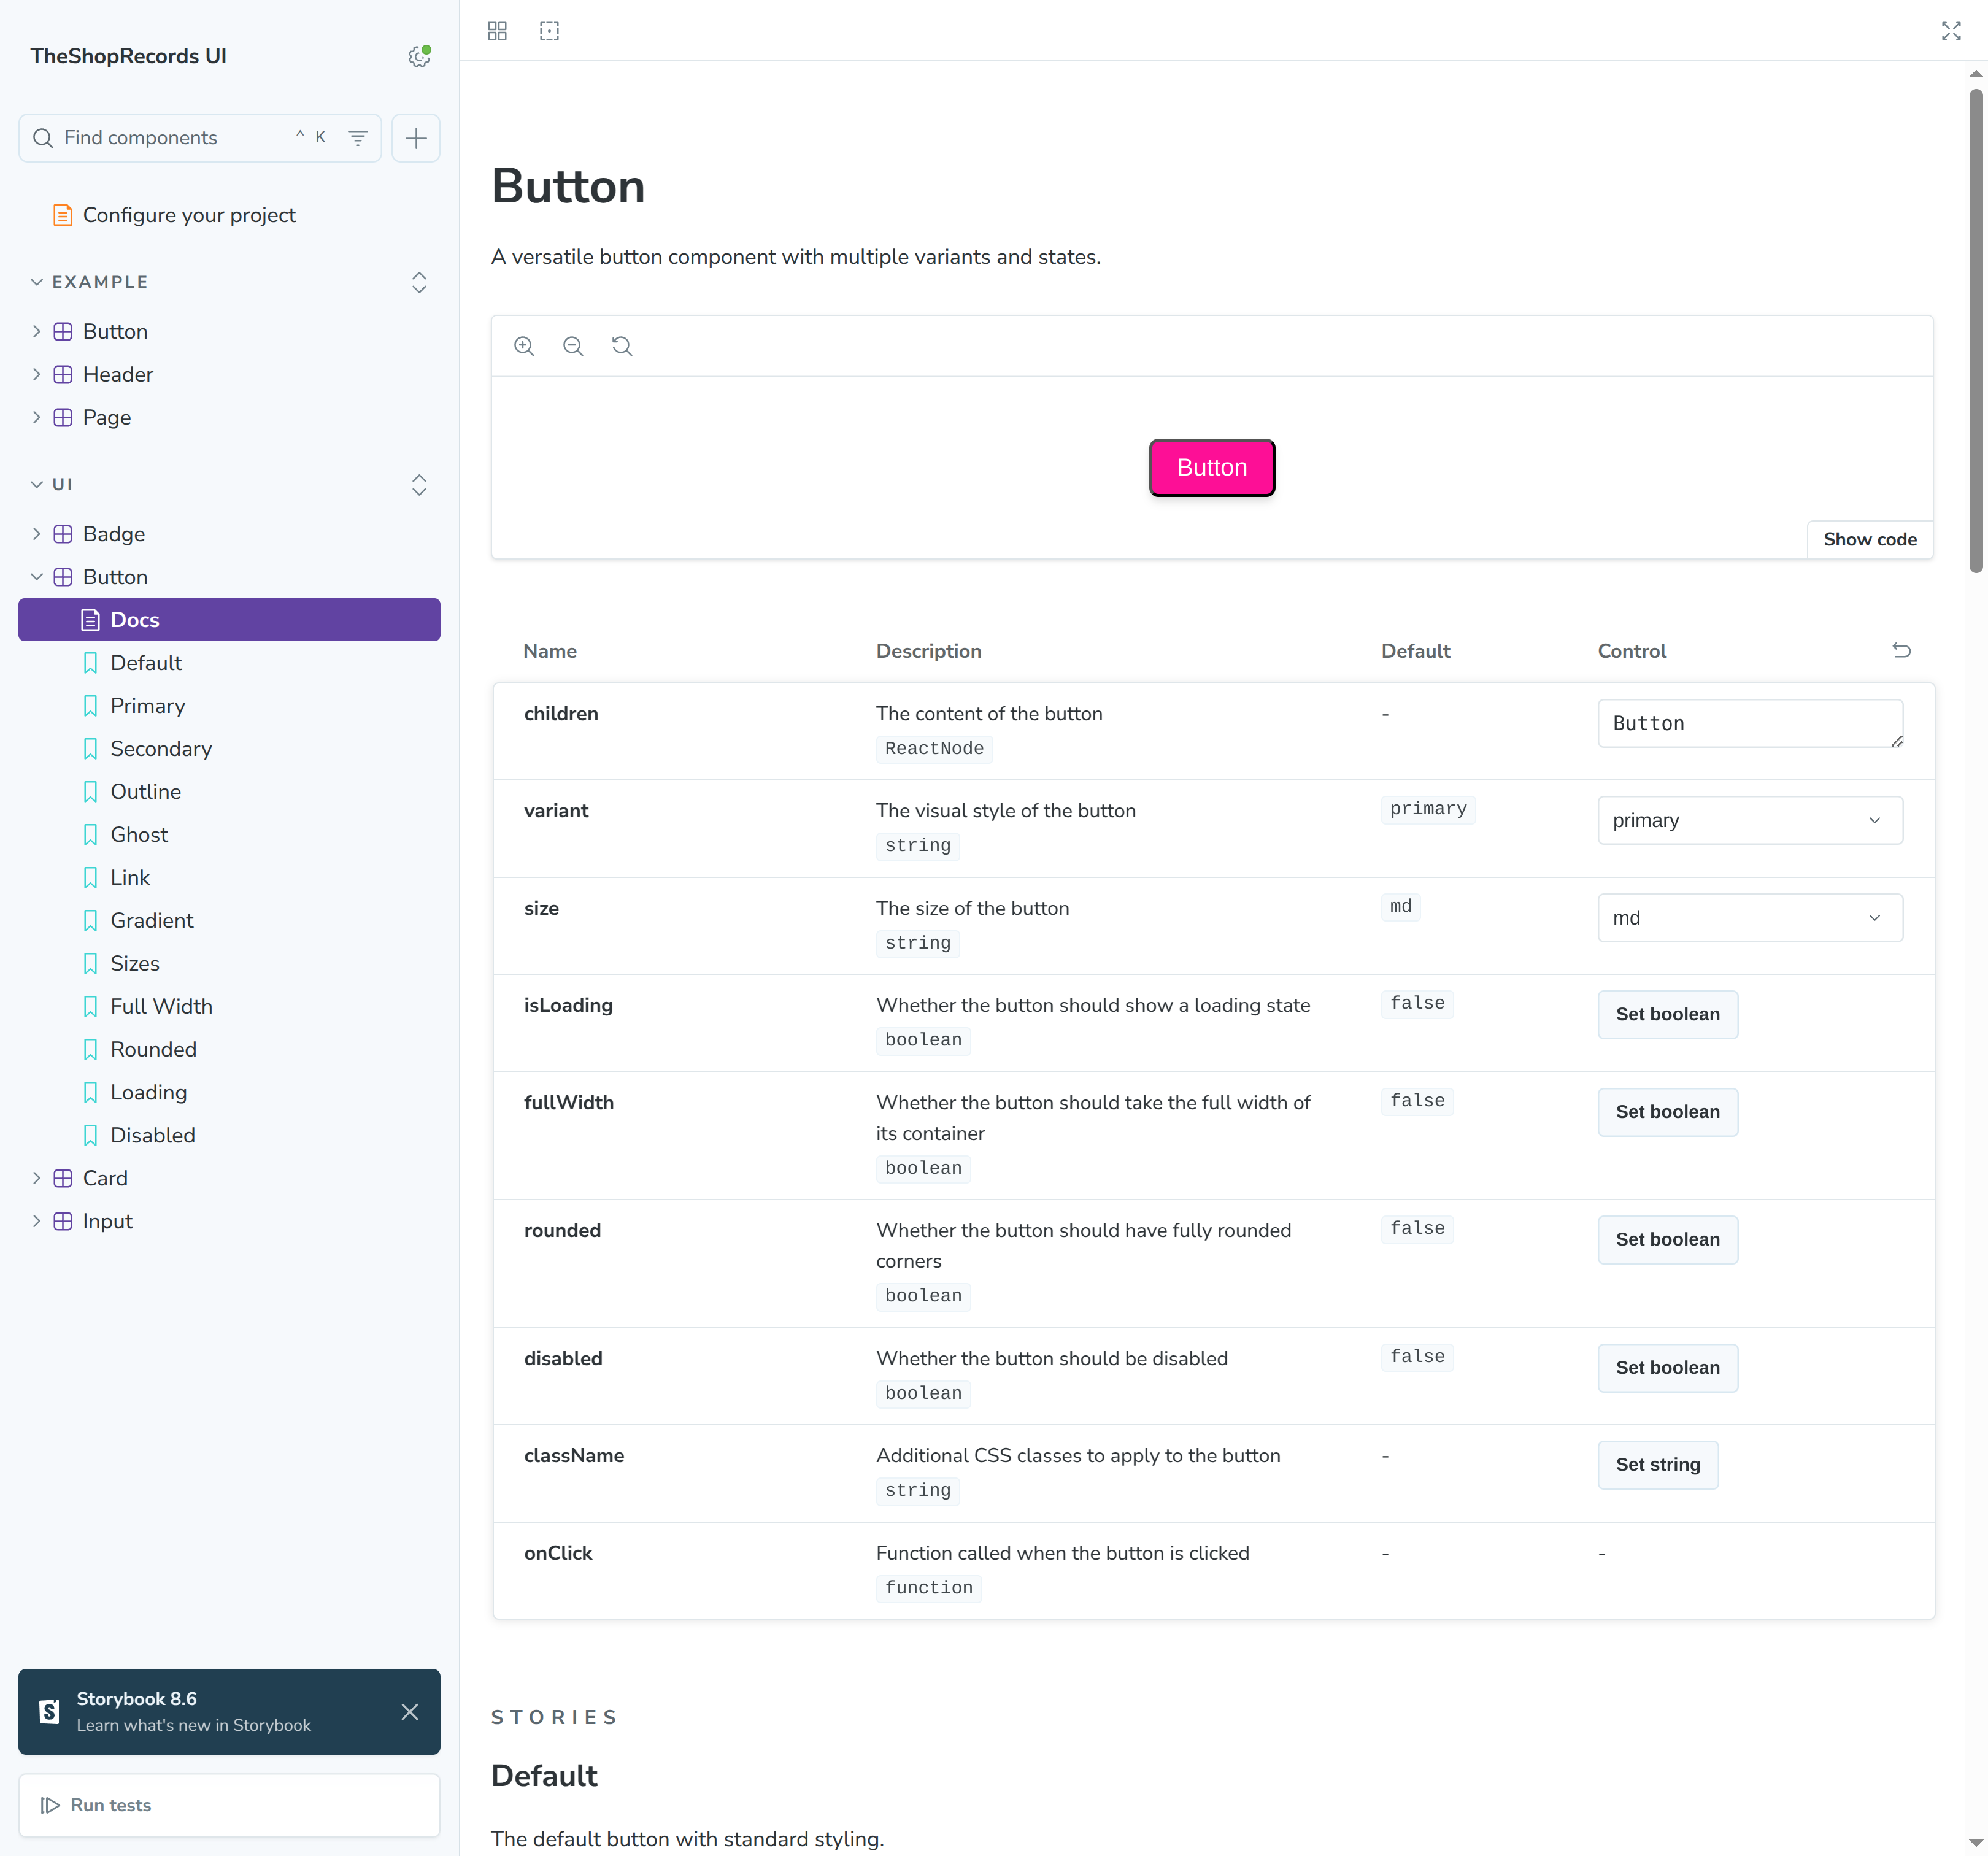 TheShopRecords UI
Find components
^ K
Configure your project
EXAMPLE
Button
Header
Page
UI
Badge
Button
Docs
Default
Primary
Secondary
Outline
Ghost
Link
Gradient
Sizes
Full Width
Rounded
Loading
Disabled
Card
Input
Storybook 8.6
Learn what's new in Storybook
Run tests
Button
A versatile button component with multiple variants and states.
Button
Show code
Name Description Default Control
children The content of the button - Button
ReactNode
variant The visual style of the button primary primary
string
size The size of the button md md
string
isLoading Whether the button should show a loading state false Set boolean
boolean
fullWidth Whether the button should take the full width of false Set boolean
its container
boolean
rounded Whether the button should have fully rounded false Set boolean
corners
boolean
disabled Whether the button should be disabled false Set boolean
boolean
className Additional CSS classes to apply to the button - Set string
string
onClick Function called when the button is clicked - -
function
STORIES
Default
The default button with standard styling.